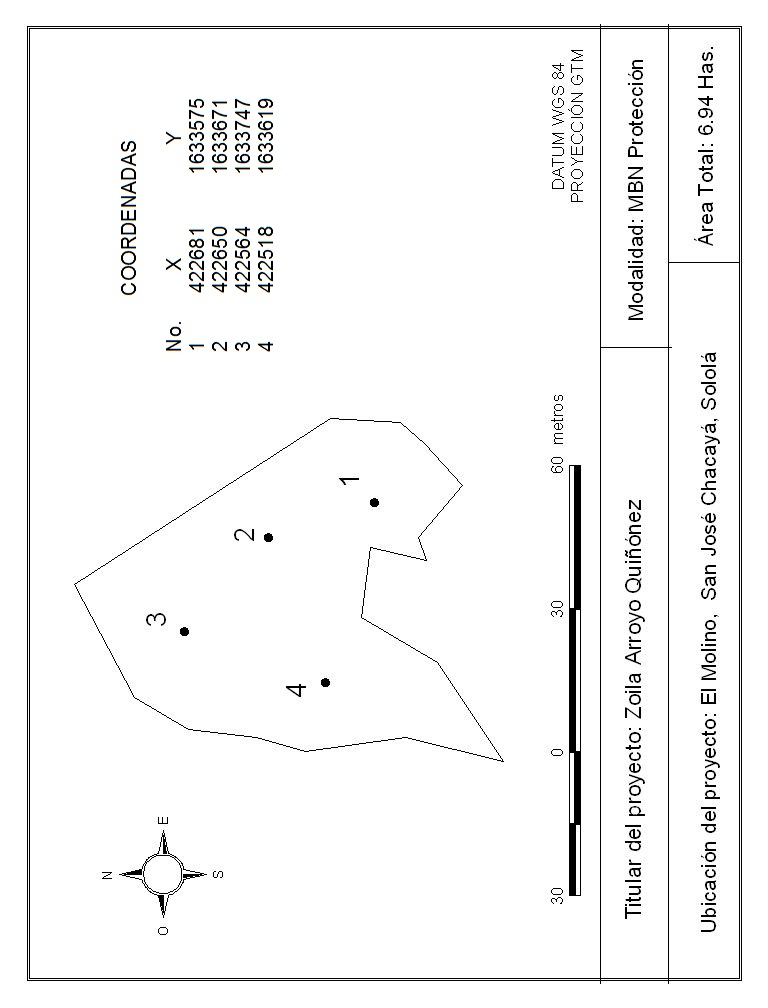 COORDENADAS
No. X Y
1 422681 1633575
2 422650 1633671
3 422564 1633747
4 422518 1633619
N
O E
S
3
2
4
1
30 0 30 60 metros
DATUM WGS 84
PROYECCIÓN GTM
Titular del proyecto: Zoila Arroyo Quiñónez
Modalidad: MBN Protección
Ubicación del proyecto: El Molino, San José Chacayá, Sololá
Área Total: 6.94 Has.